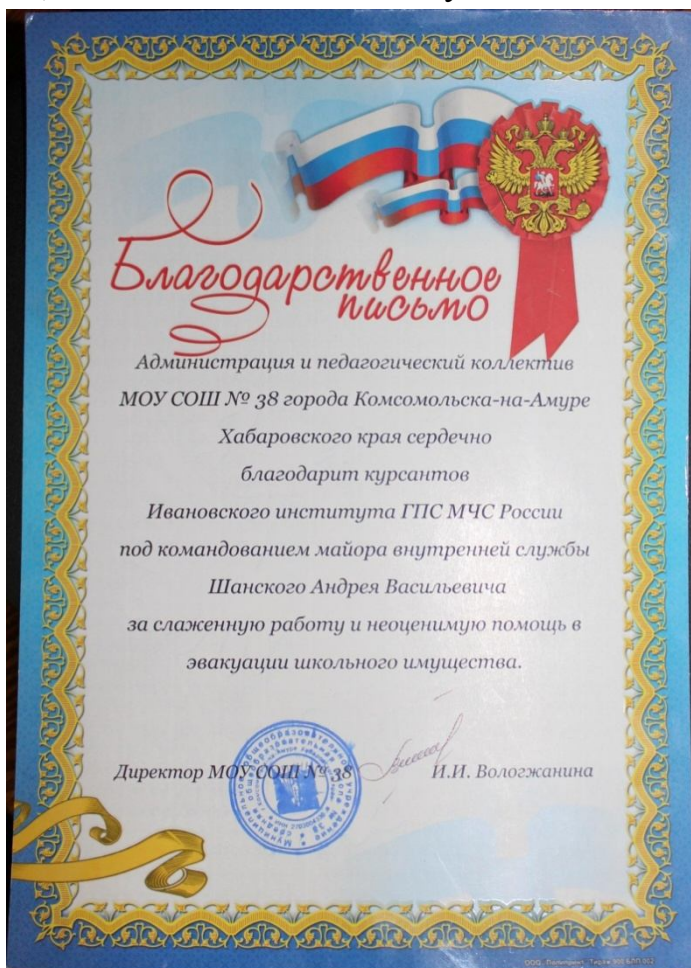 Благодарственное
письмо
Администрация и педагогический коллектив
МОУ СОШ № 38 города Комсомольска-на-Амуре
Хабаровского края сердечно
благодарит курсантов
Ивановского института ГПС МЧС России
под командованием майора внутренней службы
Шанского Андрея Васильевича
за слаженную работу и неоценимую помощь в
эвакуации школьного имущества.
Директор МОУ СОШ № 38 И.И. Вологжанина